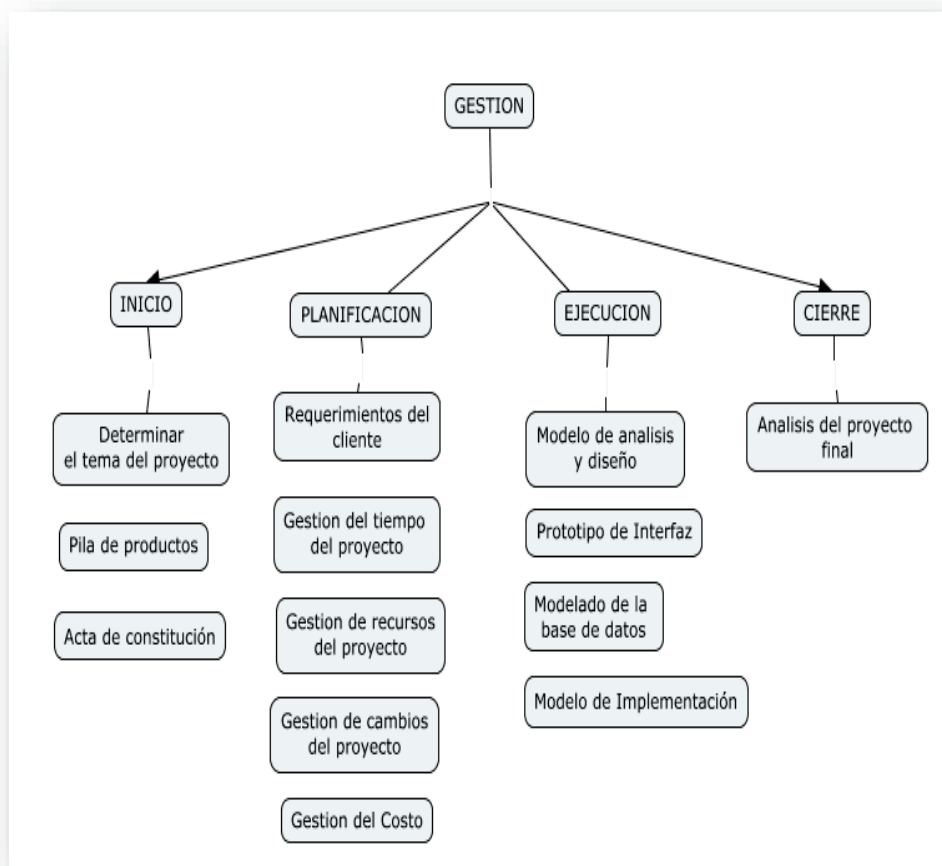 GESTION
INICIO
PLANIFICACION
EJECUCION
CIERRE
Determinar
el tema del proyecto
Pila de productos
Acta de constitución
Requerimientos del
cliente
Gestion del tiempo
del proyecto
Gestion de recursos
del proyecto
Gestion de cambios
del proyecto
Gestion del Costo
Modelo de analisis
y diseño
Prototipo de Interfaz
Modelado de la
base de datos
Modelo de Implementación
Analisis del proyecto
final